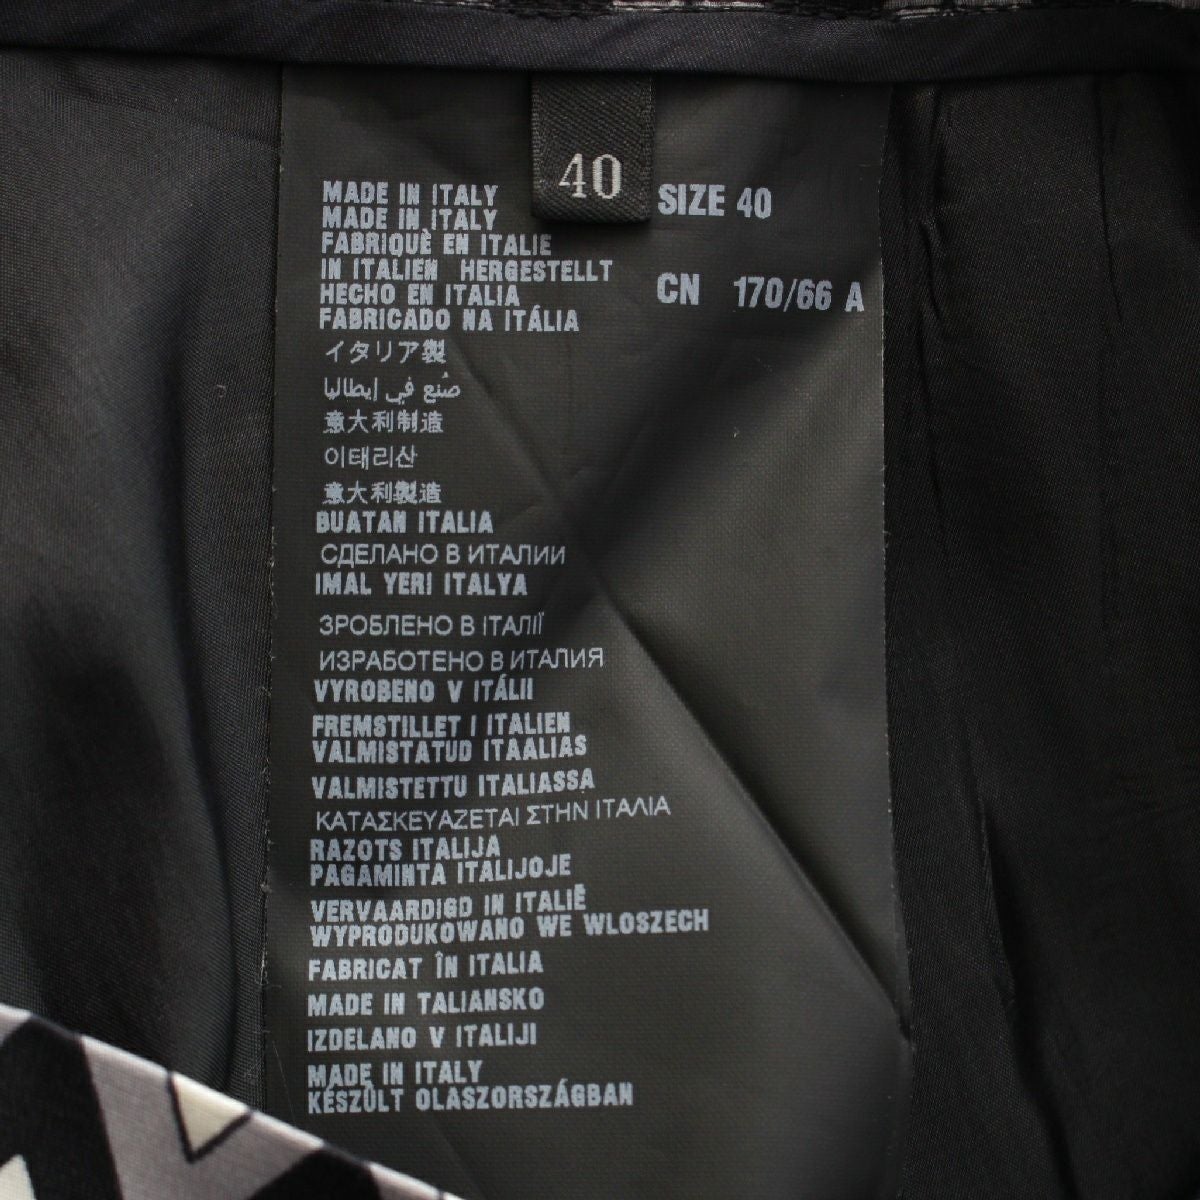 40
SIZE 40
CN 170/66 A
MADE IN ITALY
MADE IN ITALY
FABRIQUÈ EN ITALIE
IN ITALIEN HERGESTELLT
HECHO EN ITALIA
FABRICADO NA ITÁLIA
イタリア製
صُنع في إيطاليا
意大利制造
이태리산
意大利製造
BUATAN ITALIA
СДЕЛАНО В ИТАЛИИ
IMAL YERI ITALYA
ЗРОБЛЕНО В ІТАЛІЇ
ИЗРАБОТЕНО В ИТАЛИЯ
VYROBENO V ITÁLII
FREMSTILLET I ITALIEN
VALMISTATUD ITAALIAS
VALMISTETTU ITALIASSA
ΚΑΤΑΣΚΕΥΑΖΕΤΑΙ ΣΤΗΝ ΙΤΑΛΙΑ
RAZOTS ITALIJA
PAGAMINTA ITALIJOJE
VERVAARDIGD IN ITALIË
WYPRODUKOWANO WE WLOSZECH
FABRICAT ÎN ITALIA
MADE IN TALIANSKO
IZDELANO V ITALIJI
MADE IN ITALY
KÉSZÜLT OLASZORSZÁGBAN